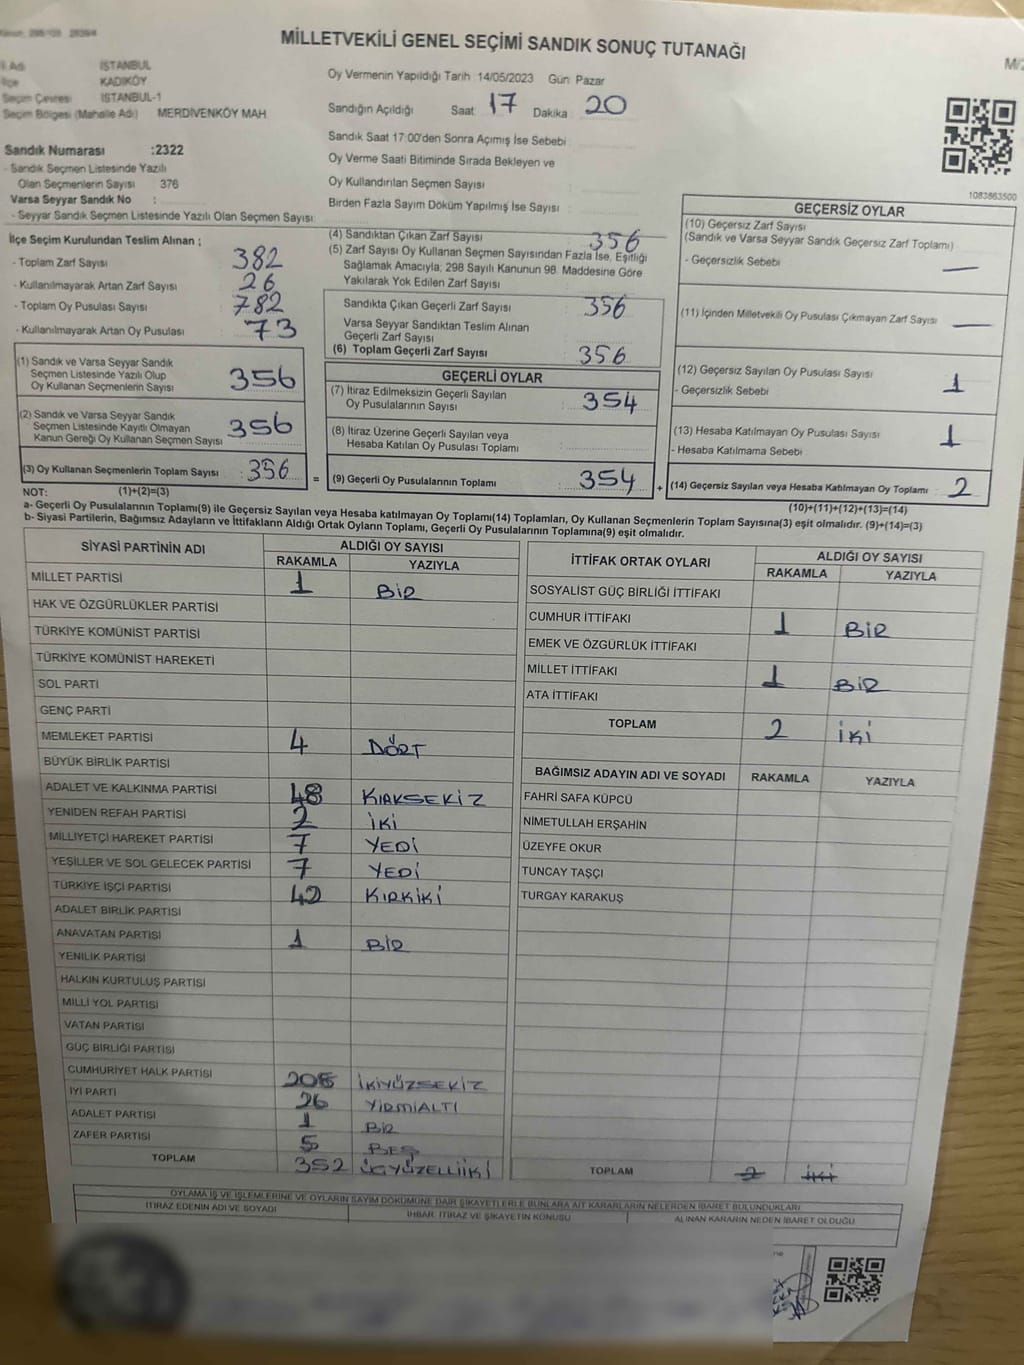 MİLLETVEKİLİ GENEL SEÇİMİ SANDIK SONUÇ TUTANAĞI
M/2
İl Adı İSTANBUL
İlçe KADIKÖY
Seçim Çevresi İSTANBUL-1
Seçim Bölgesi (Mahalle Adı) MERDİVENKÖY MAH.
Oy Vermenin Yapıldığı Tarih 14/05/2023 Gün Pazar
Sandığın Açıldığı Saat 17 Dakika 20
Sandık Saat 17:00'den Sonra Açımış İse Sebebi
Oy Verme Saati Bitiminde Sırada Bekleyen ve
Oy Kullandırılan Seçmen Sayısı
Birden Fazla Sayım Döküm Yapılmış İse Sayısı
1083863500
Sandık Numarası :2322
- Sandık Seçmen Listesinde Yazılı
Olan Seçmenlerin Sayısı 376
Varsa Seyyar Sandık No :
- Seyyar Sandık Seçmen Listesinde Yazılı Olan Seçmen Sayısı:
İlçe Seçim Kurulundan Teslim Alınan ;
- Toplam Zarf Sayısı : 382
- Kullanılmayarak Artan Zarf Sayısı : 26
- Toplam Oy Pusulası Sayısı : 782
- Kullanılmayarak Artan Oy Pusulası : 73
(1) Sandık ve Varsa Seyyar Sandık
Seçmen Listesinde Yazılı Olup
Oy Kullanan Seçmenlerin Sayısı : 356
(2) Sandık ve Varsa Seyyar Sandık
Seçmen Listesinde Kayıtlı Olmayan
Kanun Gereği Oy Kullanan Seçmen Sayısı : 356
(3) Oy Kullanan Seçmenlerin Toplam Sayısı : 356 =
(4) Sandıktan Çıkan Zarf Sayısı 356
(5) Zarf Sayısı Oy Kullanan Seçmen Sayısından Fazla İse, Eşitliği
Sağlamak Amacıyla; 298 Sayılı Kanunun 98. Maddesine Göre
Yakılarak Yok Edilen Zarf Sayısı
Sandıkta Çıkan Geçerli Zarf Sayısı : 356
Varsa Seyyar Sandıktan Teslim Alınan
Geçerli Zarf Sayısı
(6) Toplam Geçerli Zarf Sayısı : 356
GEÇERLİ OYLAR
(7) İtiraz Edilmeksizin Geçerli Sayılan
Oy Pusulalarının Sayısı : 354
(8) İtiraz Üzerine Geçerli Sayılan veya
Hesaba Katılan Oy Pusulası Toplamı :
(9) Geçerli Oy Pusulalarının Toplamı : 354 +
GEÇERSİZ OYLAR
(10) Geçersiz Zarf Sayısı
(Sandık ve Varsa Seyyar Sandık Geçersiz Zarf Toplamı)
- Geçersizlik Sebebi —
(11) İçinden Milletvekili Oy Pusulası Çıkmayan Zarf Sayısı —
(12) Geçersiz Sayılan Oy Pusulası Sayısı 1
- Geçersizlik Sebebi
(13) Hesaba Katılmayan Oy Pusulası Sayısı 1
- Hesaba Katılmama Sebebi
(14) Geçersiz Sayılan veya Hesaba Katılmayan Oy Toplamı 2
NOT: (1)+(2)=(3)
(10)+(11)+(12)+(13)=(14)
a- Geçerli Oy Pusulalarının Toplamı(9) ile Geçersiz Sayılan veya Hesaba katılmayan Oy Toplamı(14) Toplamları, Oy Kullanan Seçmenlerin Toplam Sayısına(3) eşit olmalıdır. (9)+(14)=(3)
b- Siyasi Partilerin, Bağımsız Adayların ve İttifakların Aldığı Ortak Oyların Toplamı, Geçerli Oy Pusulalarının Toplamına(9) eşit olmalıdır.
SİYASİ PARTİNİN ADI ALDIĞI OY SAYISI
RAKAMLA YAZIYLA
MİLLET PARTİSİ 1 BİR
HAK VE ÖZGÜRLÜKLER PARTİSİ
TÜRKİYE KOMÜNİST PARTİSİ
TÜRKİYE KOMÜNİST HAREKETİ
SOL PARTİ
GENÇ PARTİ
MEMLEKET PARTİSİ 4 DÖRT
BÜYÜK BİRLİK PARTİSİ
ADALET VE KALKINMA PARTİSİ 48 KIRKSEKİZ
YENİDEN REFAH PARTİSİ 2 İKİ
MİLLİYETÇİ HAREKET PARTİSİ 7 YEDİ
YEŞİLLER VE SOL GELECEK PARTİSİ 7 YEDİ
TÜRKİYE İŞÇİ PARTİSİ 42 KIRKİKİ
ADALET BİRLİK PARTİSİ
ANAVATAN PARTİSİ 1 BİR
YENİLİK PARTİSİ
HALKIN KURTULUŞ PARTİSİ
MİLLİ YOL PARTİSİ
VATAN PARTİSİ
GÜÇ BİRLİĞİ PARTİSİ
CUMHURİYET HALK PARTİSİ 208 İKİYÜZSEKİZ
İYİ PARTİ 26 YİRMİALTI
ADALET PARTİSİ 1 BİR
ZAFER PARTİSİ 5 BEŞ
TOPLAM 352 ÜÇYÜZELLİİKİ
İTTİFAK ORTAK OYLARI ALDIĞI OY SAYISI
RAKAMLA YAZIYLA
SOSYALİST GÜÇ BİRLİĞİ İTTİFAKI
CUMHUR İTTİFAKI 1 BİR
EMEK VE ÖZGÜRLÜK İTTİFAKI
MİLLET İTTİFAKI 1 BİR
ATA İTTİFAKI
TOPLAM 2 İKİ
BAĞIMSIZ ADAYIN ADI VE SOYADI RAKAMLA YAZIYLA
FAHRİ SAFA KÜPCÜ
NİMETULLAH ERŞAHİN
ÜZEYFE OKUR
TUNCAY TAŞÇI
TURGAY KARAKUŞ
TOPLAM 2 İKİ
OYLAMA İŞ VE İŞLEMLERİNE VE OYLARIN SAYIM DÖKÜMÜNE DAİR ŞİKAYETLERLE BUNLARA AİT KARARLARIN NELERDEN İBARET BULUNDUKLARI
İTİRAZ EDENİN ADI VE SOYADI İHBAR, İTİRAZ VE ŞİKAYETİN KONUSU ALINAN KARARIN NEDEN İBARET OLDUĞU